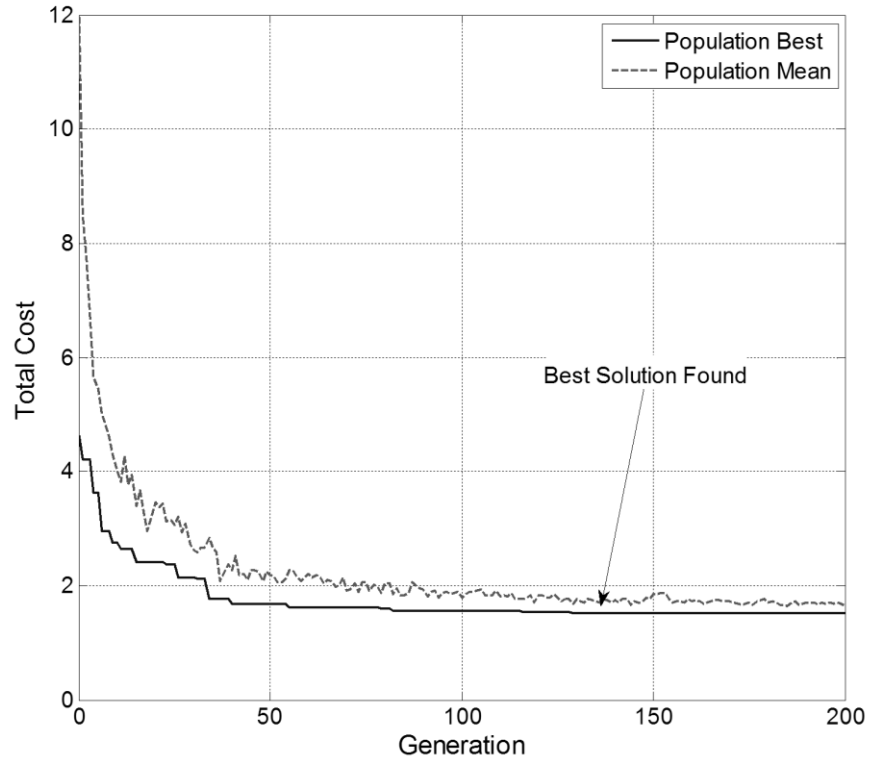 12
10
8
6
4
2
0
Total Cost
Population Best
Population Mean
Best Solution Found
0
50
100
150
200
Generation